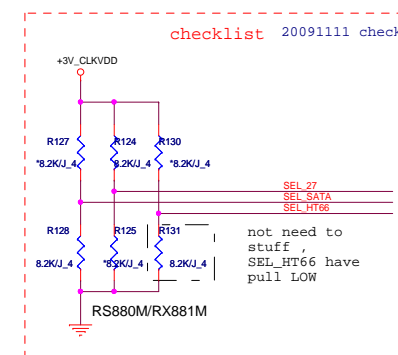 checklist 20091111 check
+3V_CLKVDD
R127 R124 R130
*8.2K/J_4 8.2K/J_4 *8.2K/J_4
SEL_27
SEL_SATA
SEL_HT66
R128 R125 R131
8.2K/J_4 *8.2K/J_4 8.2K/J_4
not need to
stuff ,
SEL_HT66 have
pull LOW
RS880M/RX881M